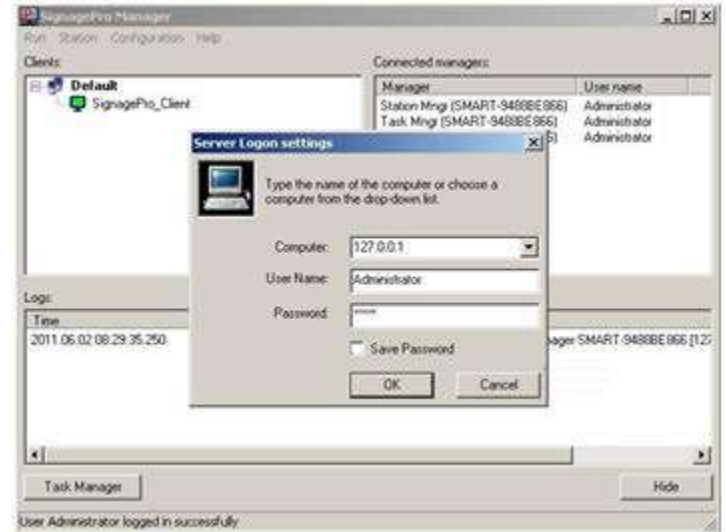 SignagePro Manager
Run Station Configuration Help
Clients:
Connected managers:
Default
SignagePro_Client
Manager User name
Station Mngr (SMART-9488BE866) Administrator
Task Mngr (SMART-9488BE866) Administrator
Administrator
Server Logon settings
Type the name of the computer or choose a
computer from the drop-down list.
Computer: 127.0.0.1
User Name: Administrator
Password:
Save Password
OK Cancel
Logs:
Time
2011.06.02 08:29:35.250 SMART-9488BE866
Task Manager Hide
User Administrator logged in successfully